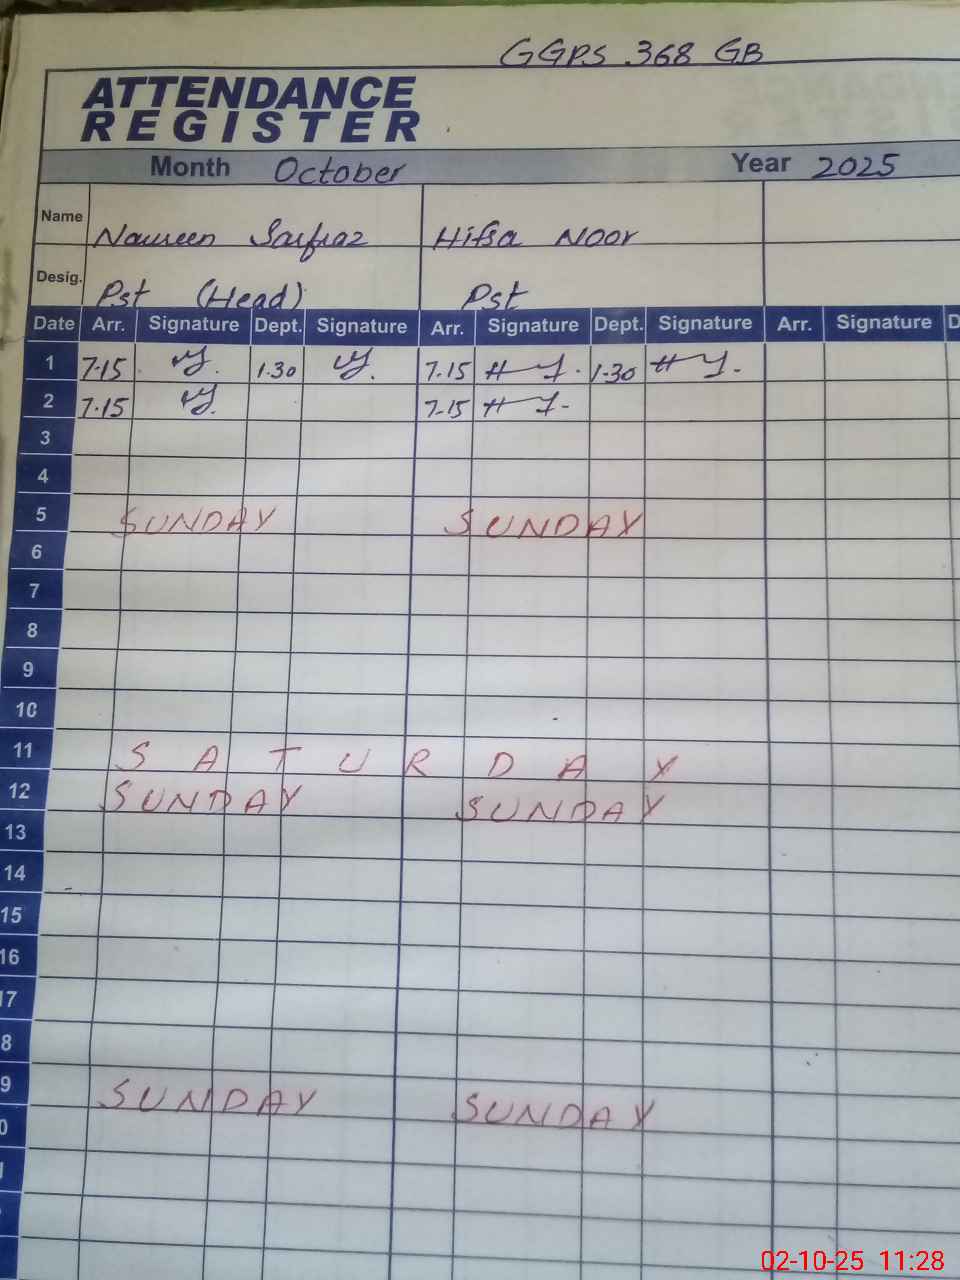 GGPS 368 GB
ATTENDANCE
REGISTER
Month October Year 2025
Name Naureen Sarfraz Hifsa Noor
Desig. Pst (Head) Pst
Date Arr. Signature Dept. Signature Arr. Signature Dept. Signature Arr. Signature D
1 7.15 1.30 7.15 1.30
2 7.15 7.15
3
4
5 SUNDAY SUNDAY
6
7
8
9
10
11 SATURDAY
12 SUNDAY SUNDAY
13
14
15
16
17
8
9 SUNDAY SUNDAY
0
02-10-25 11:28